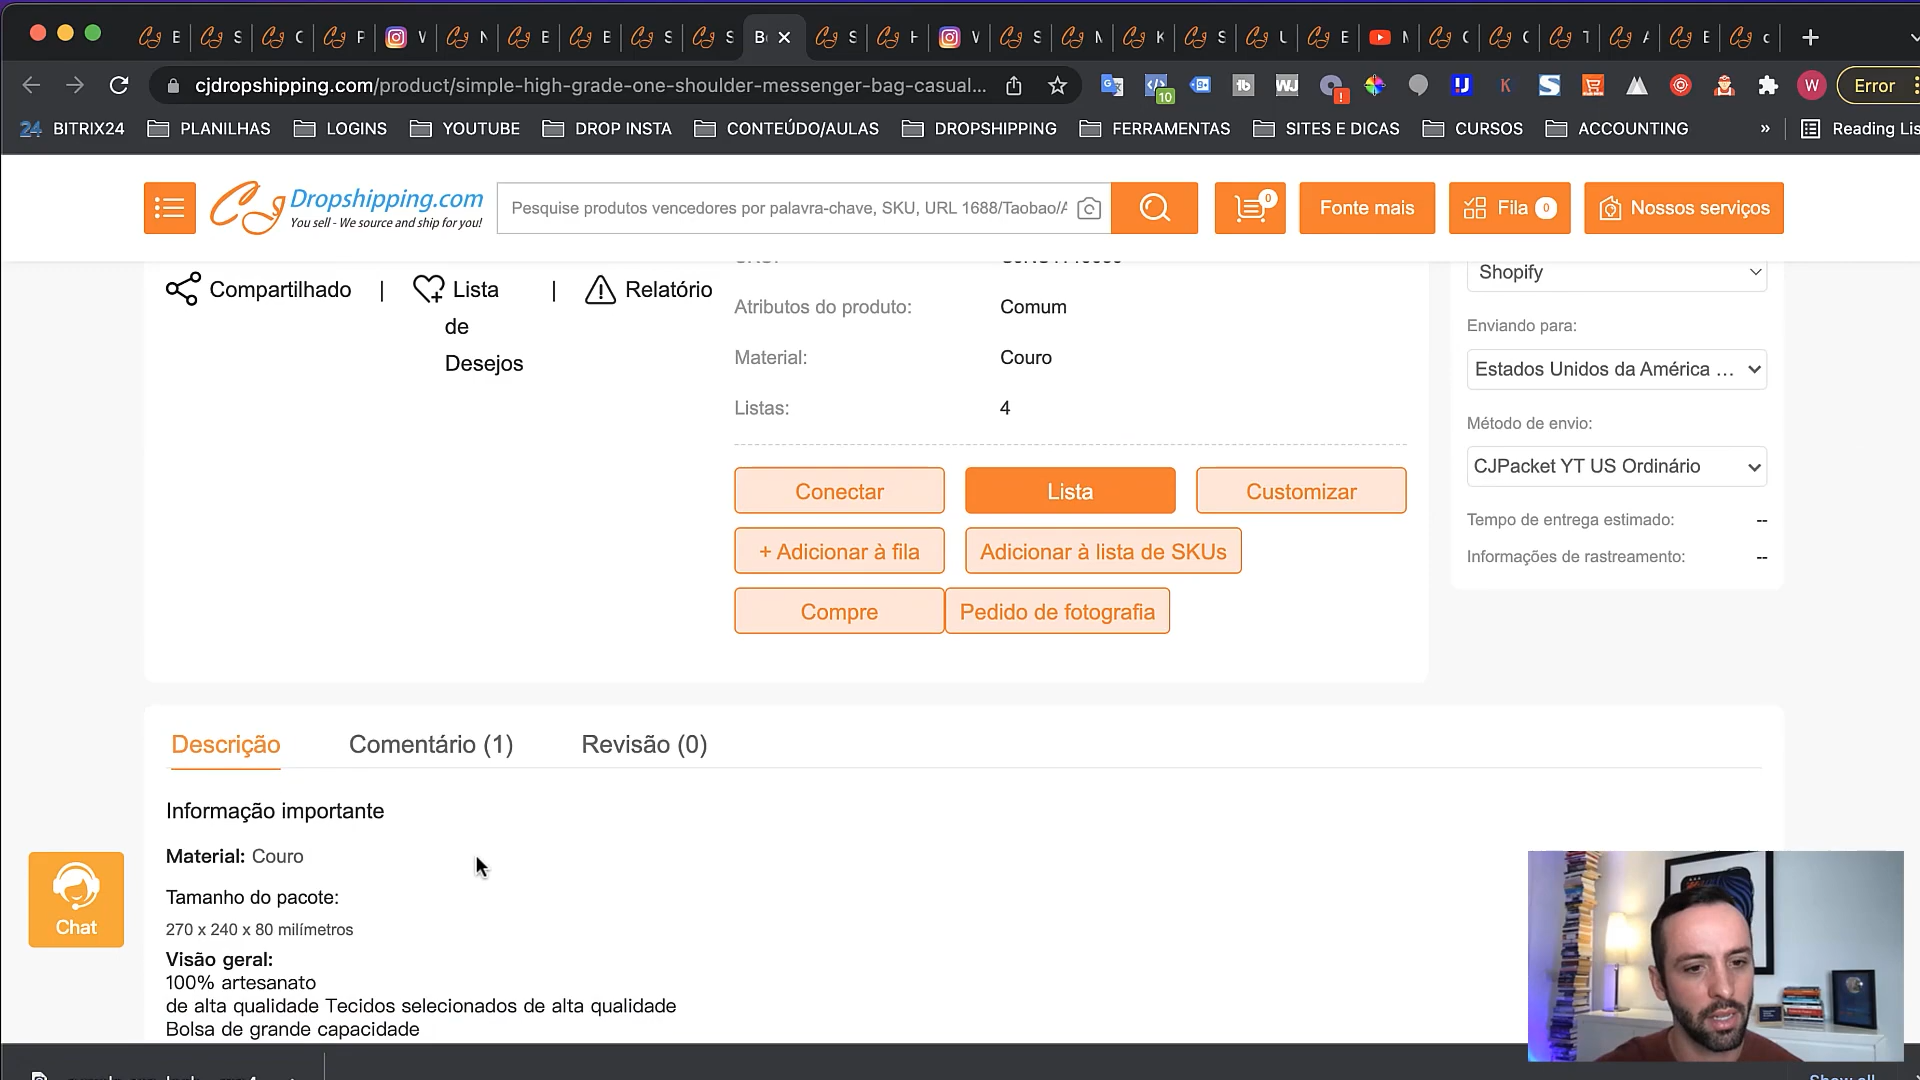 B
S
C
P
V
N
E
E
S
S
B
S
H
V
S
N
K
S
U
E
N
C
C
T
A
E
c
cjdropshipping.com/product/simple-high-grade-one-shoulder-messenger-bag-casual...
10
W
Error
24 BITRIX24
PLANILHAS
LOGINS
YOUTUBE
DROP INSTA
CONTEÚDO/AULAS
DROPSHIPPING
FERRAMENTAS
SITES E DICAS
CURSOS
ACCOUNTING
»
Reading Lis
CJ Dropshipping.com
You sell - We source and ship for you!
Pesquise produtos vencedores por palavra-chave, SKU, URL 1688/Taobao/A
0
Fonte mais
Fila 0
Nossos serviços
Compartilhado | Lista de Desejos | Relatório
Atributos do produto: Comum
Material: Couro
Listas: 4
Conectar
Lista
Customizar
+ Adicionar à fila
Adicionar à lista de SKUs
Compre
Pedido de fotografia
Shopify
Enviando para:
Estados Unidos da América ...
Método de envio:
CJPacket YT US Ordinário
Tempo de entrega estimado: --
Informações de rastreamento: --
Descrição
Comentário (1)
Revisão (0)
Informação importante
Material: Couro
Tamanho do pacote:
270 x 240 x 80 milímetros
Visão geral:
100% artesanato
de alta qualidade Tecidos selecionados de alta qualidade
Bolsa de grande capacidade
Chat